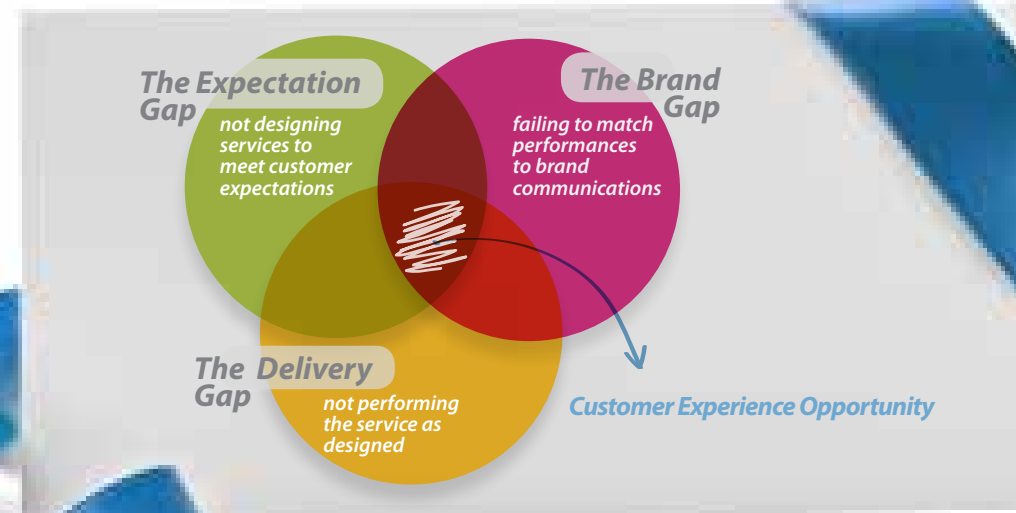 The Expectation
Gap
not designing
services to
meet customer
expectations
The Brand
Gap
failing to match
performances
to brand
communications
The Delivery
Gap
not performing
the service as
designed
Customer Experience Opportunity